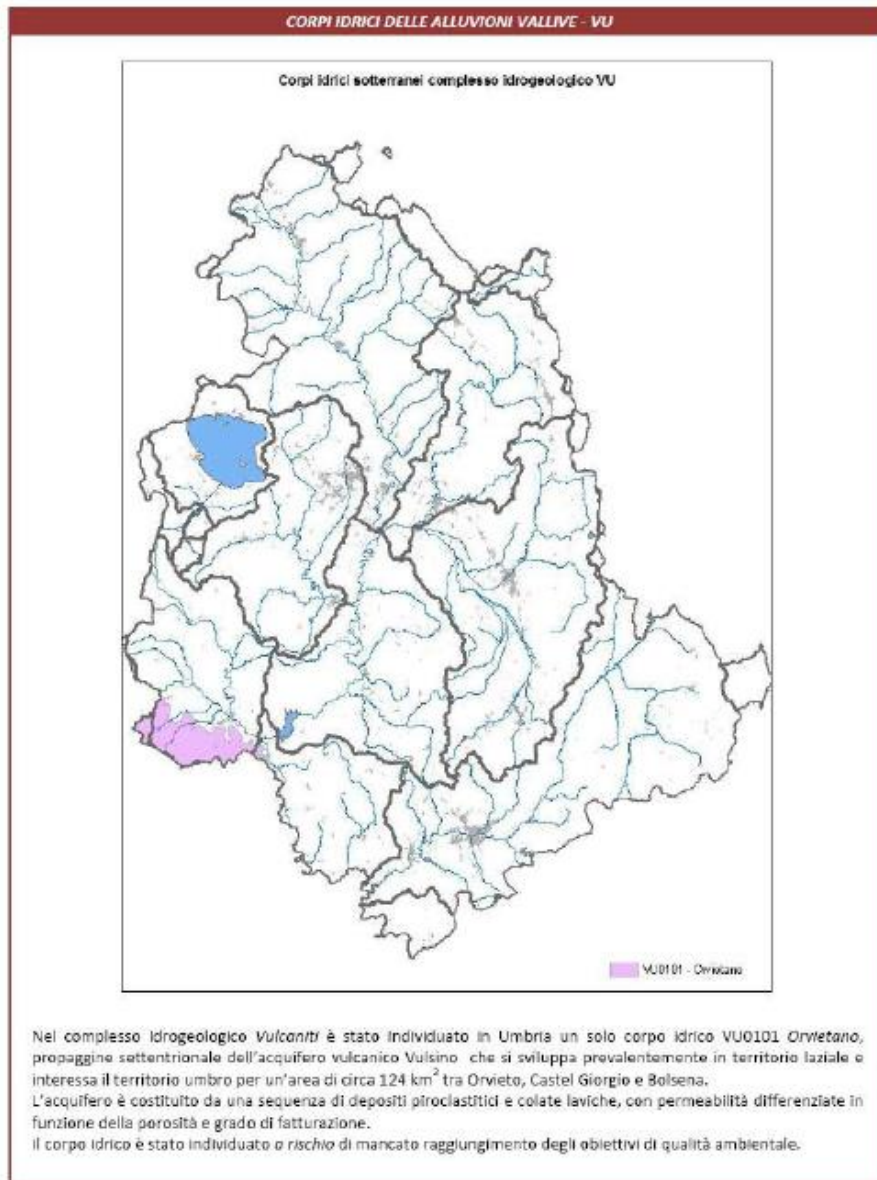 CORPI IDRICI DELLE ALLUVIONI VALLIVE - VU
Corpi idrici sotterranei complesso idrogeologico VU
VU0101 - Orvietano
Nel complesso idrogeologico Vulcaniti è stato individuato in Umbria un solo corpo idrico VU0101 Orvietano,
propaggine settentrionale dell'acquifero vulcanico Vulsino che si sviluppa prevalentemente in territorio laziale e
interessa il territorio umbro per un'area di circa 124 km² tra Orvieto, Castel Giorgio e Bolsena.
L'acquifero è costituito da una sequenza di depositi piroclastitici e colate laviche, con permeabilità differenziate in
funzione della porosità e grado di fatturazione.
Il corpo idrico è stato individuato a rischio di mancato raggiungimento degli obiettivi di qualità ambientale.